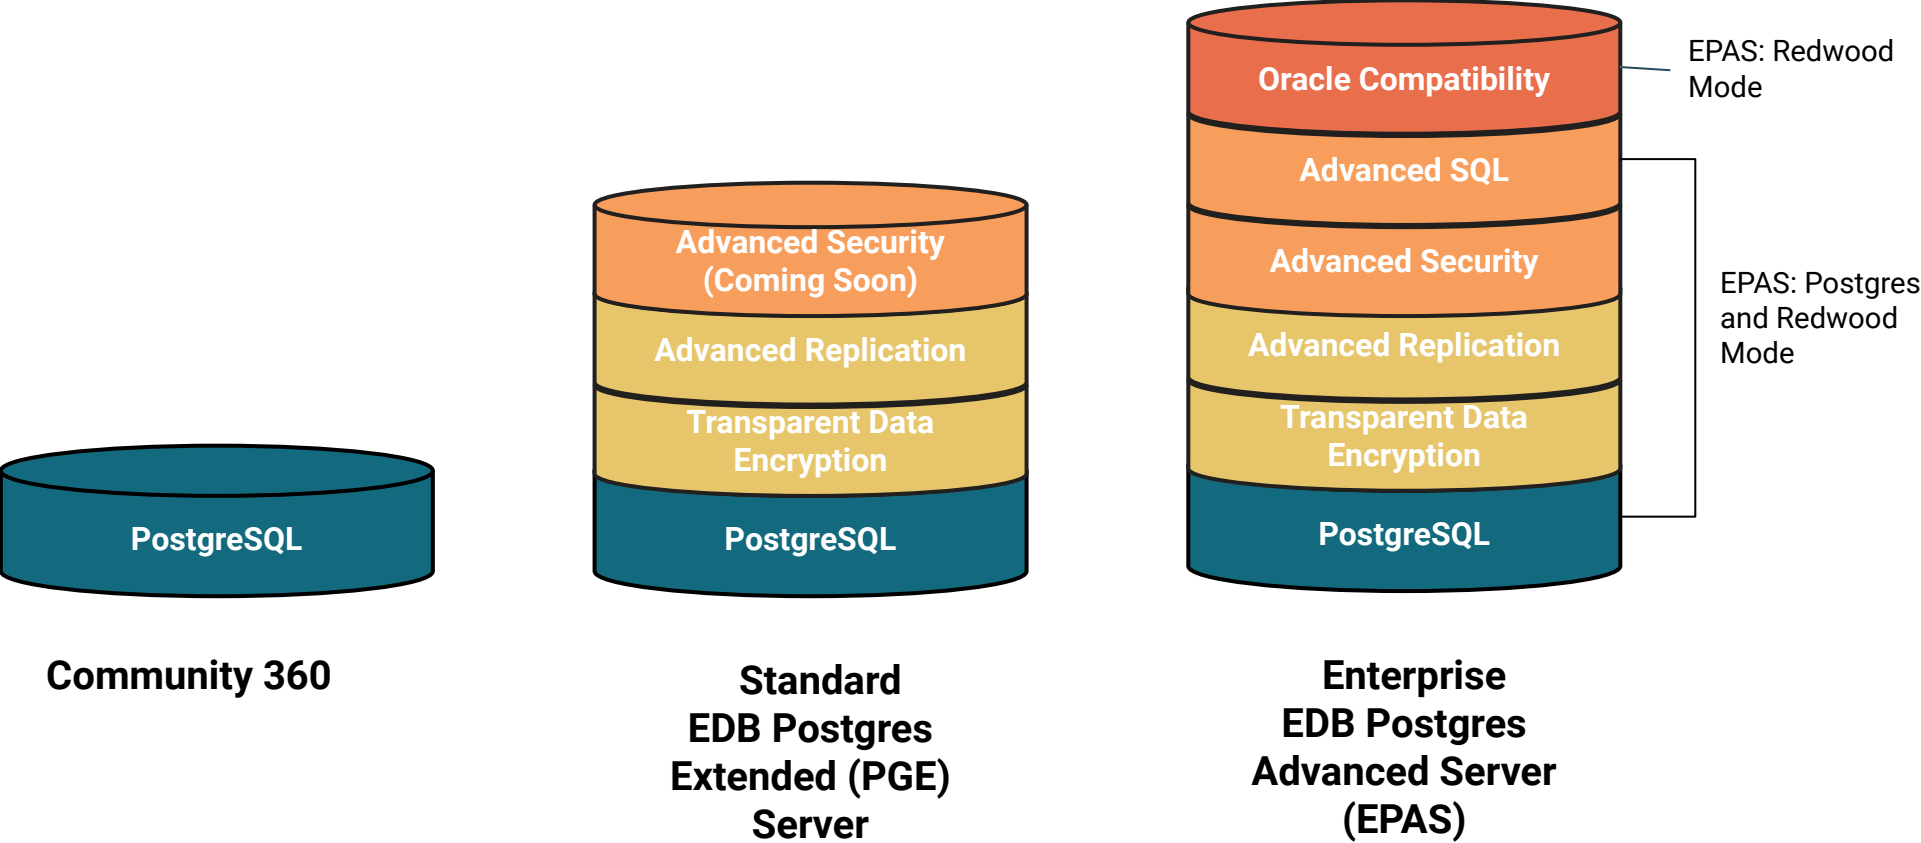 PostgreSQL
Community 360
Advanced Security
(Coming Soon)
Advanced Replication
Transparent Data
Encryption
PostgreSQL
Standard
EDB Postgres
Extended (PGE)
Server
Oracle Compatibility
Advanced SQL
Advanced Security
Advanced Replication
Transparent Data
Encryption
PostgreSQL
Enterprise
EDB Postgres
Advanced Server
(EPAS)
EPAS: Redwood
Mode
EPAS: Postgres
and Redwood
Mode